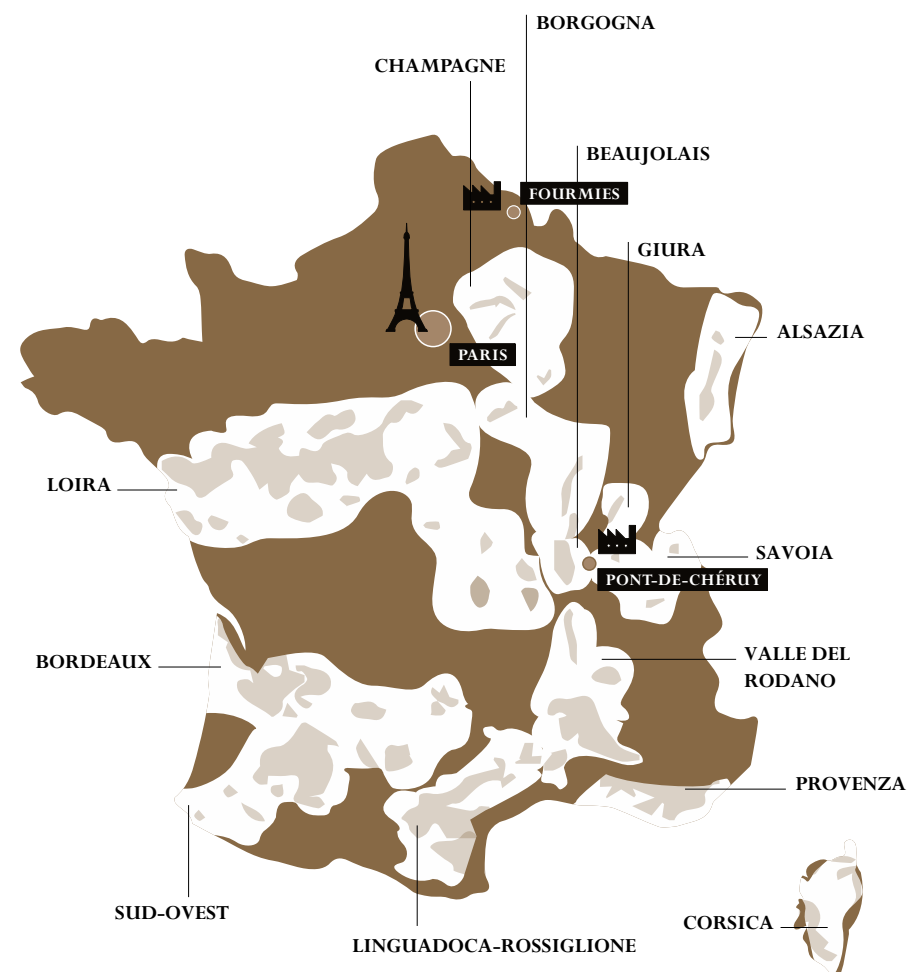 BORGOGNA
CHAMPAGNE
BEAUJOLAIS
FOURMIES
GIURA
ALSAZIA
PARIS
LOIRA
SAVOIA
PONT-DE-CHÉRUY
BORDEAUX
VALLE DEL
RODANO
PROVENZA
SUD-OVEST
CORSICA
LINGUADOCA-ROSSIGLIONE